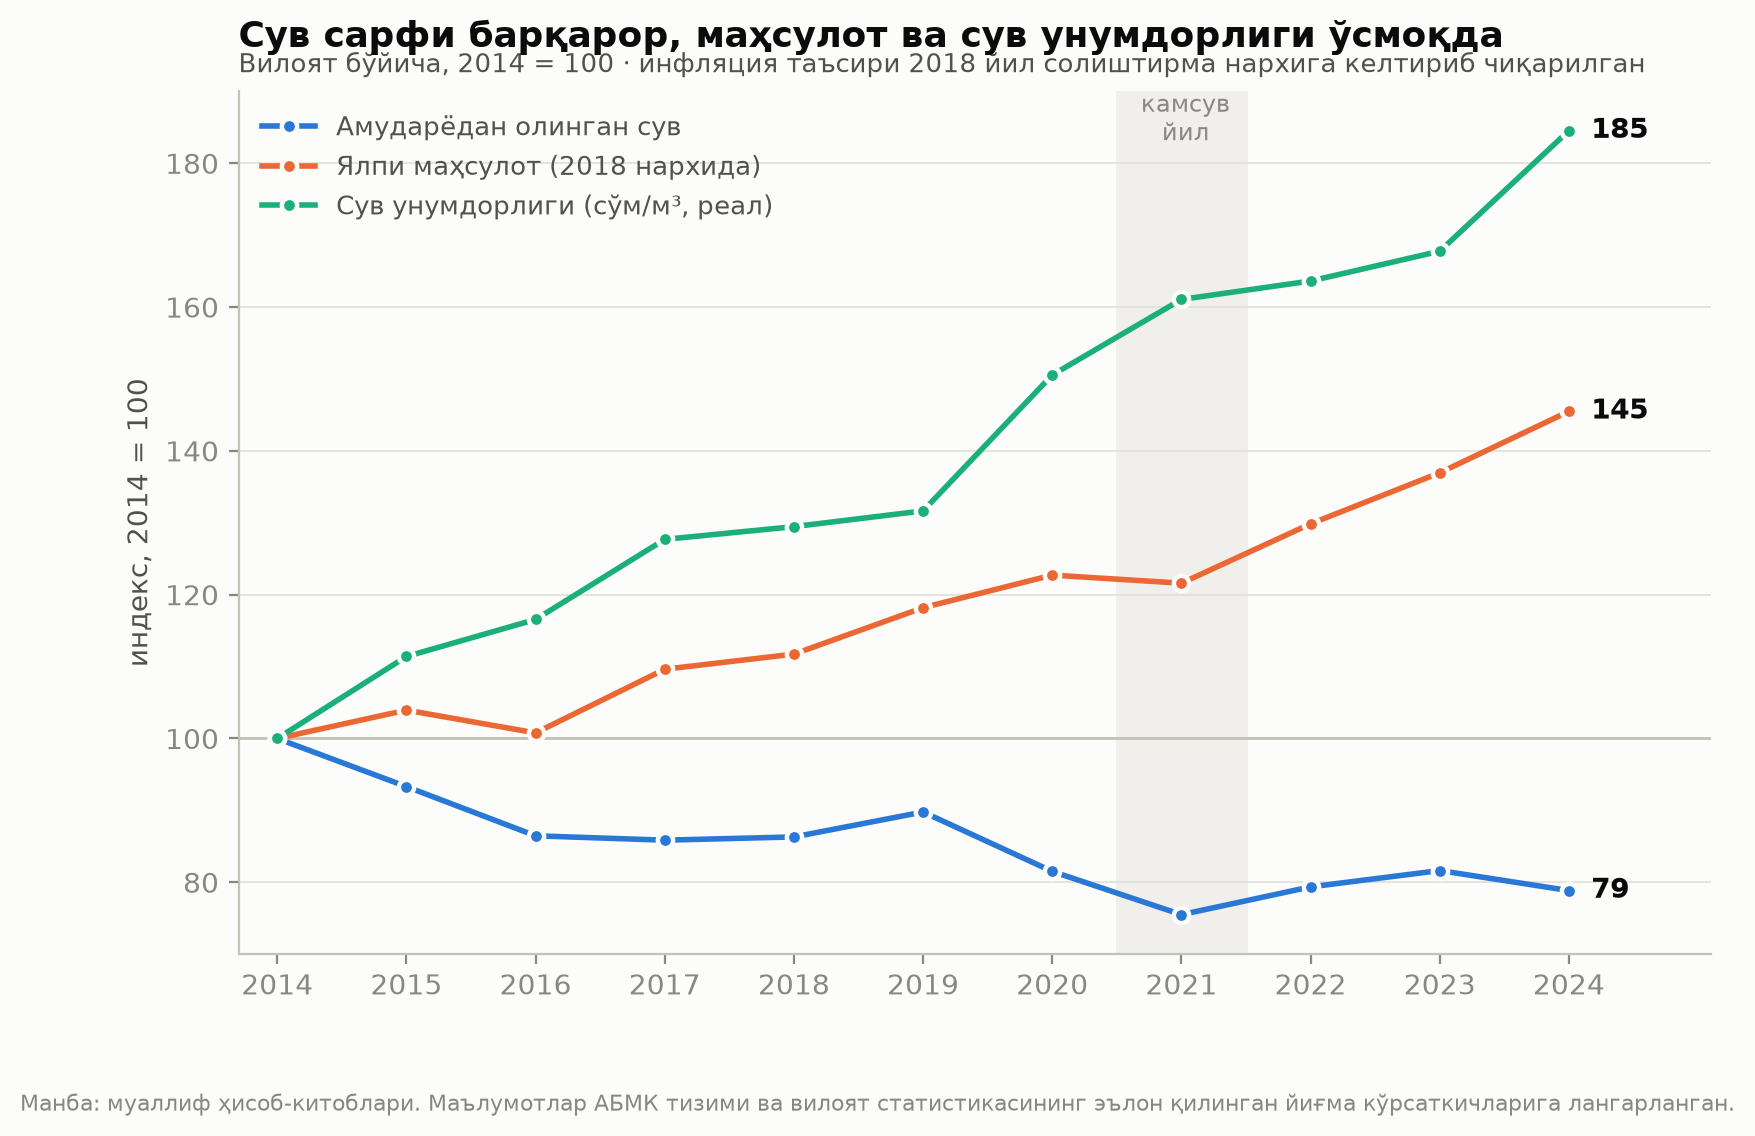 Сув сарфи барқарор, маҳсулот ва сув унумдорлиги ўсмоқда
Вилоят бўйича, 2014 = 100 · инфляция таъсири 2018 йил солиштирма нархига келтириб чиқарилган
Амударёдан олинган сув
Ялпи маҳсулот (2018 нархида)
Сув унумдорлиги (сўм/м³, реал)
камсув
йил
185
145
79
индекс, 2014 = 100
180
160
140
120
100
80
2014 2015 2016 2017 2018 2019 2020 2021 2022 2023 2024
Манба: муаллиф ҳисоб-китоблари. Маълумотлар АБМК тизими ва вилоят статистикасининг эълон қилинган йиғма кўрсаткичларига лангарланган.